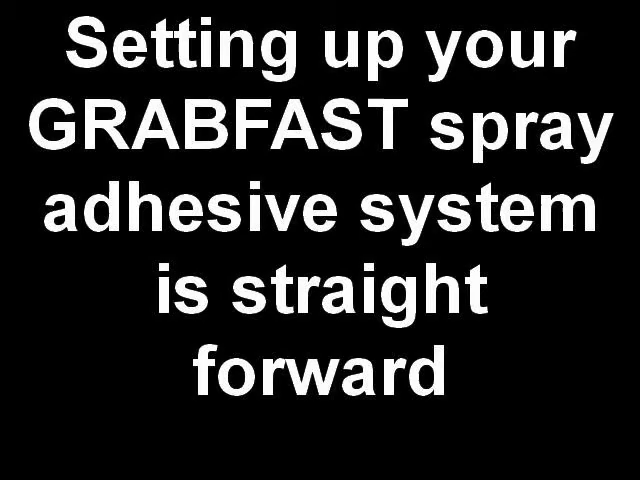 Setting up your
GRABFAST spray
adhesive system
is straight
forward